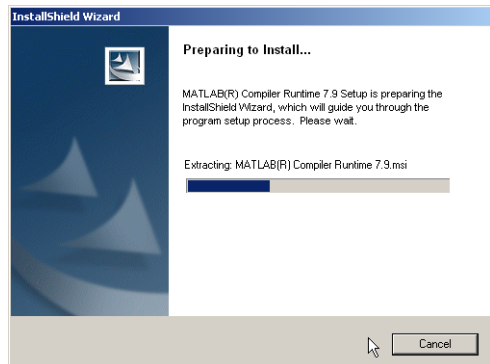 InstallShield Wizard
Preparing to Install...
MATLAB(R) Compiler Runtime 7.9 Setup is preparing the
InstallShield Wizard, which will guide you through the
program setup process. Please wait.
Extracting: MATLAB(R) Compiler Runtime 7.9.msi
Cancel